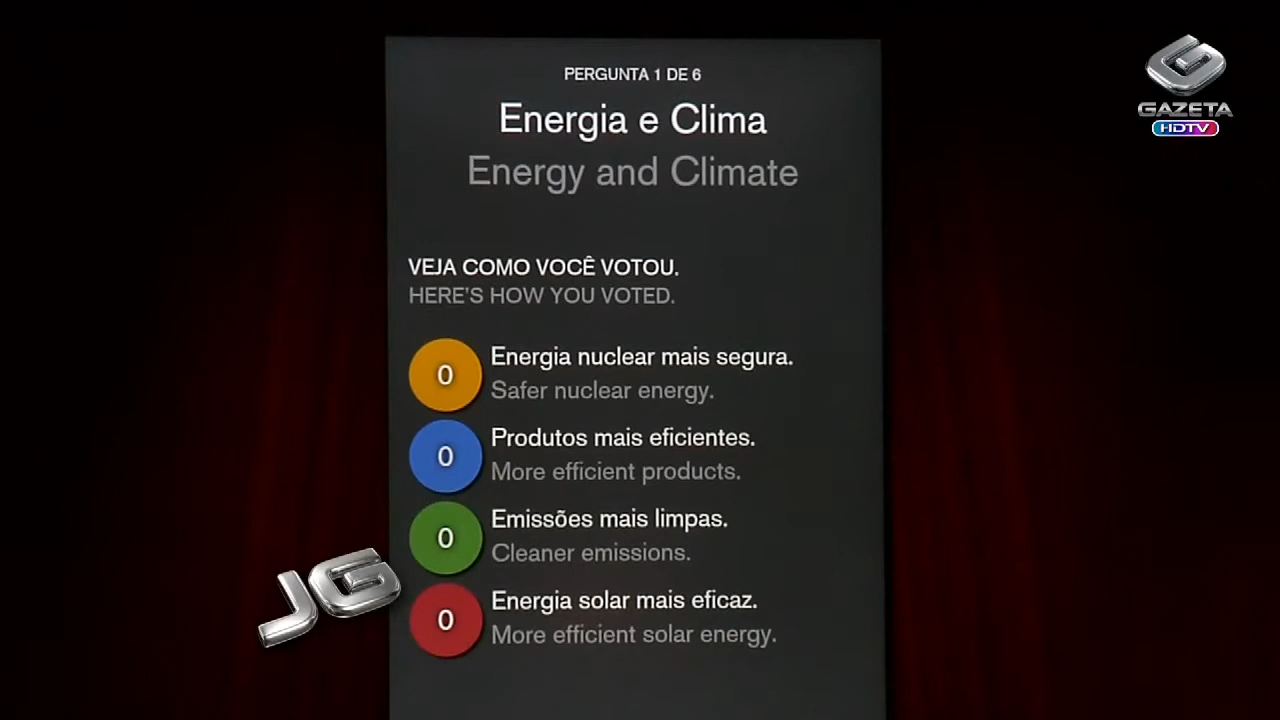 PERGUNTA 1 DE 6
Energia e Clima
Energy and Climate
VEJA COMO VOCÊ VOTOU.
HERE'S HOW YOU VOTED.
0 Energia nuclear mais segura.
Safer nuclear energy.
0 Produtos mais eficientes.
More efficient products.
0 Emissões mais limpas.
Cleaner emissions.
0 Energia solar mais eficaz.
More efficient solar energy.
JG
GAZETA
HDTV